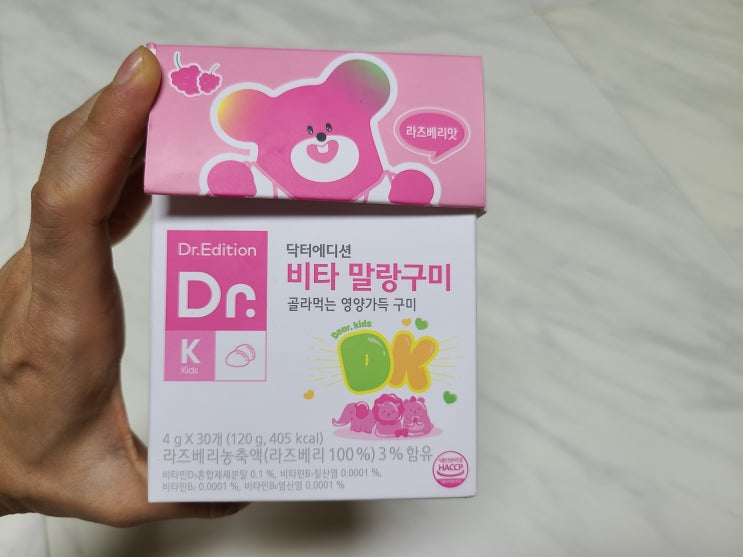 라즈베리맛
Dr.Edition
Dr.
K
Kids
닥터에디션
비타 말랑구미
골라먹는 영양가득 구미
Dear. kids
DK
4 g X 30개 (120 g, 405 kcal)
라즈베리농축액(라즈베리 100 %) 3 % 함유
비타민D₃혼합제제분말 0.1 %, 비타민B₁질산염 0.0001 %,
비타민B₂ 0.0001 %, 비타민B₆염산염 0.0001 %
HACCP